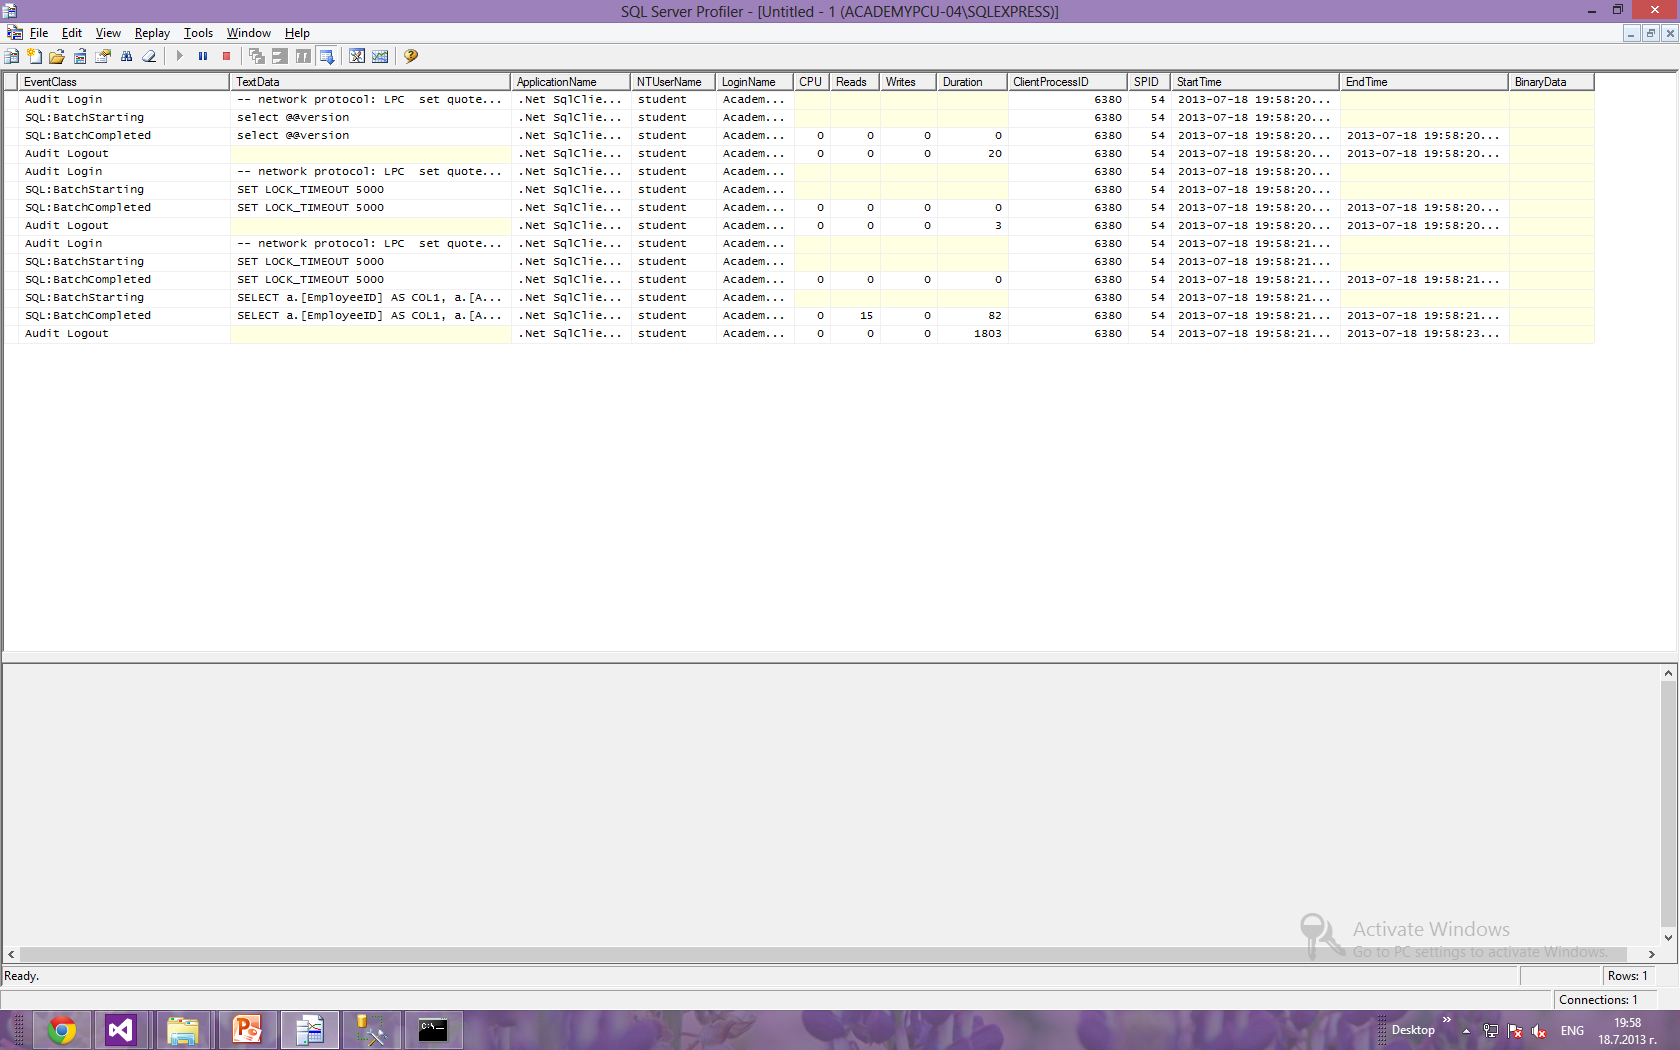 SQL Server Profiler - [Untitled - 1 (ACADEMYPCU-04\SQLEXPRESS)]
File Edit View Replay Tools Window Help
EventClass TextData ApplicationName NTUserName LoginName CPU Reads Writes Duration ClientProcessID SPID StartTime EndTime BinaryData
Audit Login -- network protocol: LPC set quote... .Net SqlClie... student Academ... 6380 54 2013-07-18 19:58:20...
SQL:BatchStarting select @@version .Net SqlClie... student Academ... 6380 54 2013-07-18 19:58:20...
SQL:BatchCompleted select @@version .Net SqlClie... student Academ... 0 0 0 0 6380 54 2013-07-18 19:58:20... 2013-07-18 19:58:20...
Audit Logout .Net SqlClie... student Academ... 0 0 0 20 6380 54 2013-07-18 19:58:20... 2013-07-18 19:58:20...
Audit Login -- network protocol: LPC set quote... .Net SqlClie... student Academ... 6380 54 2013-07-18 19:58:20...
SQL:BatchStarting SET LOCK_TIMEOUT 5000 .Net SqlClie... student Academ... 6380 54 2013-07-18 19:58:20...
SQL:BatchCompleted SET LOCK_TIMEOUT 5000 .Net SqlClie... student Academ... 0 0 0 0 6380 54 2013-07-18 19:58:20... 2013-07-18 19:58:20...
Audit Logout .Net SqlClie... student Academ... 0 0 0 3 6380 54 2013-07-18 19:58:20... 2013-07-18 19:58:20...
Audit Login -- network protocol: LPC set quote... .Net SqlClie... student Academ... 6380 54 2013-07-18 19:58:21...
SQL:BatchStarting SET LOCK_TIMEOUT 5000 .Net SqlClie... student Academ... 6380 54 2013-07-18 19:58:21...
SQL:BatchCompleted SET LOCK_TIMEOUT 5000 .Net SqlClie... student Academ... 0 0 0 0 6380 54 2013-07-18 19:58:21... 2013-07-18 19:58:21...
SQL:BatchStarting SELECT a.[EmployeeID] AS COL1, a.[A... .Net SqlClie... student Academ... 6380 54 2013-07-18 19:58:21...
SQL:BatchCompleted SELECT a.[EmployeeID] AS COL1, a.[A... .Net SqlClie... student Academ... 0 15 0 82 6380 54 2013-07-18 19:58:21... 2013-07-18 19:58:21...
Audit Logout .Net SqlClie... student Academ... 0 0 0 1803 6380 54 2013-07-18 19:58:21... 2013-07-18 19:58:23...
Activate Windows
Go to PC settings to activate Windows.
Ready. Rows: 1
Connections: 1
C:\_
Desktop ENG 19:58
18.7.2013 г.